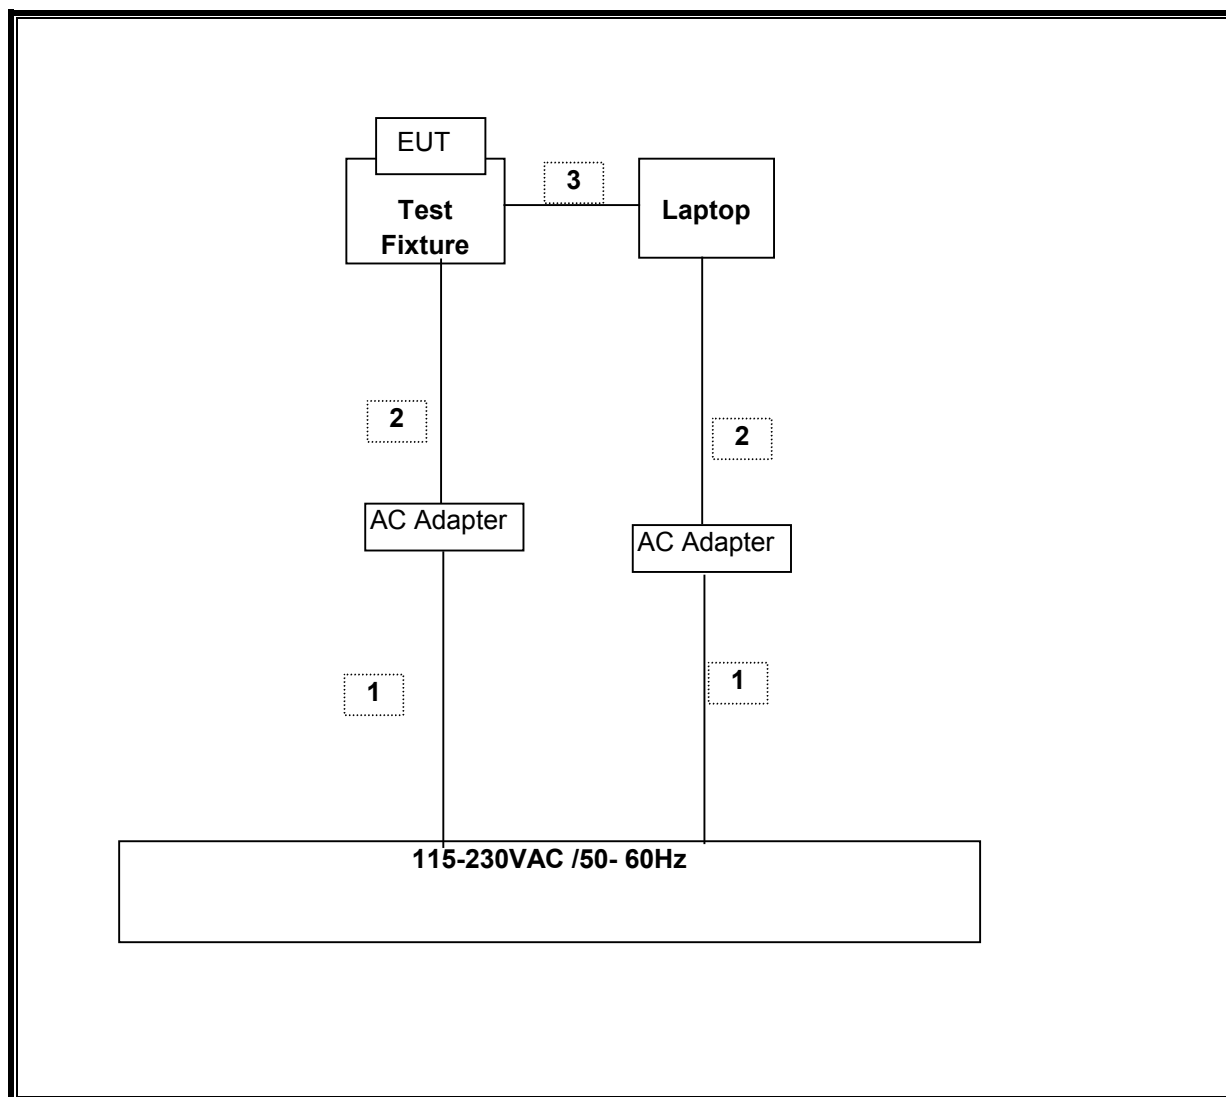 EUT
3
Test
Fixture
Laptop
2
2
AC Adapter
AC Adapter
1
1
115-230VAC /50- 60Hz